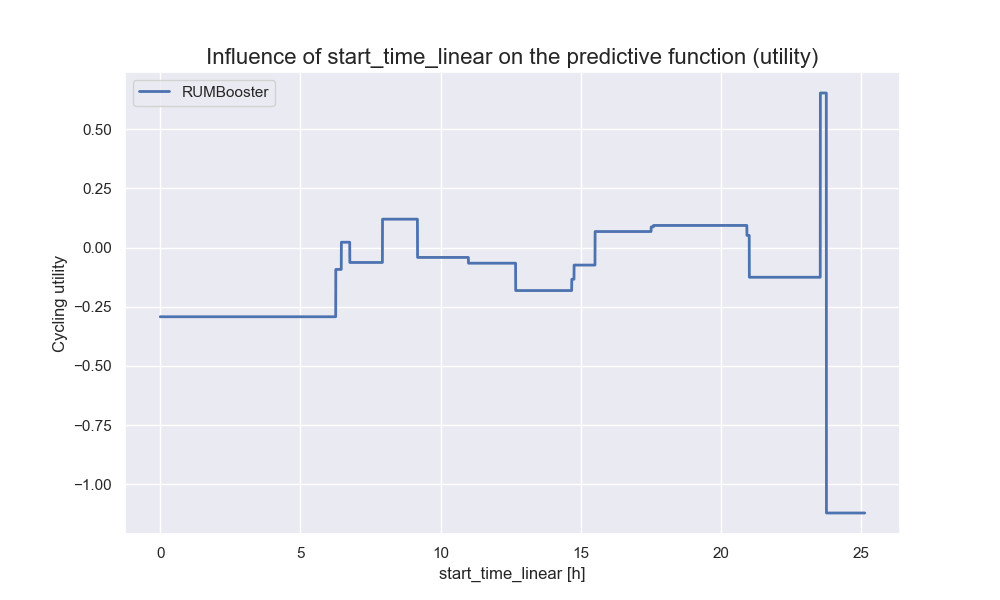 Influence of start_time_linear on the predictive function (utility)
RUMBooster
0.50
0.25
0.00
−0.25
−0.50
−0.75
−1.00
Cycling utility
0 5 10 15 20 25
start_time_linear [h]